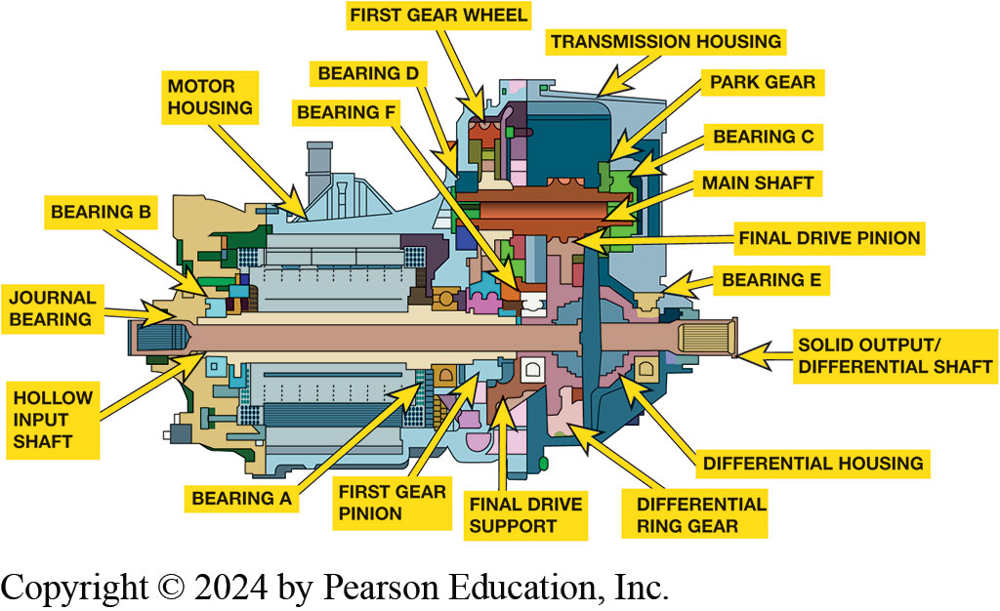 FIRST GEAR WHEEL
TRANSMISSION HOUSING
BEARING D
PARK GEAR
MOTOR
HOUSING
BEARING F
BEARING C
MAIN SHAFT
BEARING B
FINAL DRIVE PINION
BEARING E
JOURNAL
BEARING
SOLID OUTPUT/
DIFFERENTIAL SHAFT
HOLLOW
INPUT
SHAFT
DIFFERENTIAL HOUSING
BEARING A
FIRST GEAR
PINION
FINAL DRIVE
SUPPORT
DIFFERENTIAL
RING GEAR
Copyright © 2024 by Pearson Education, Inc.